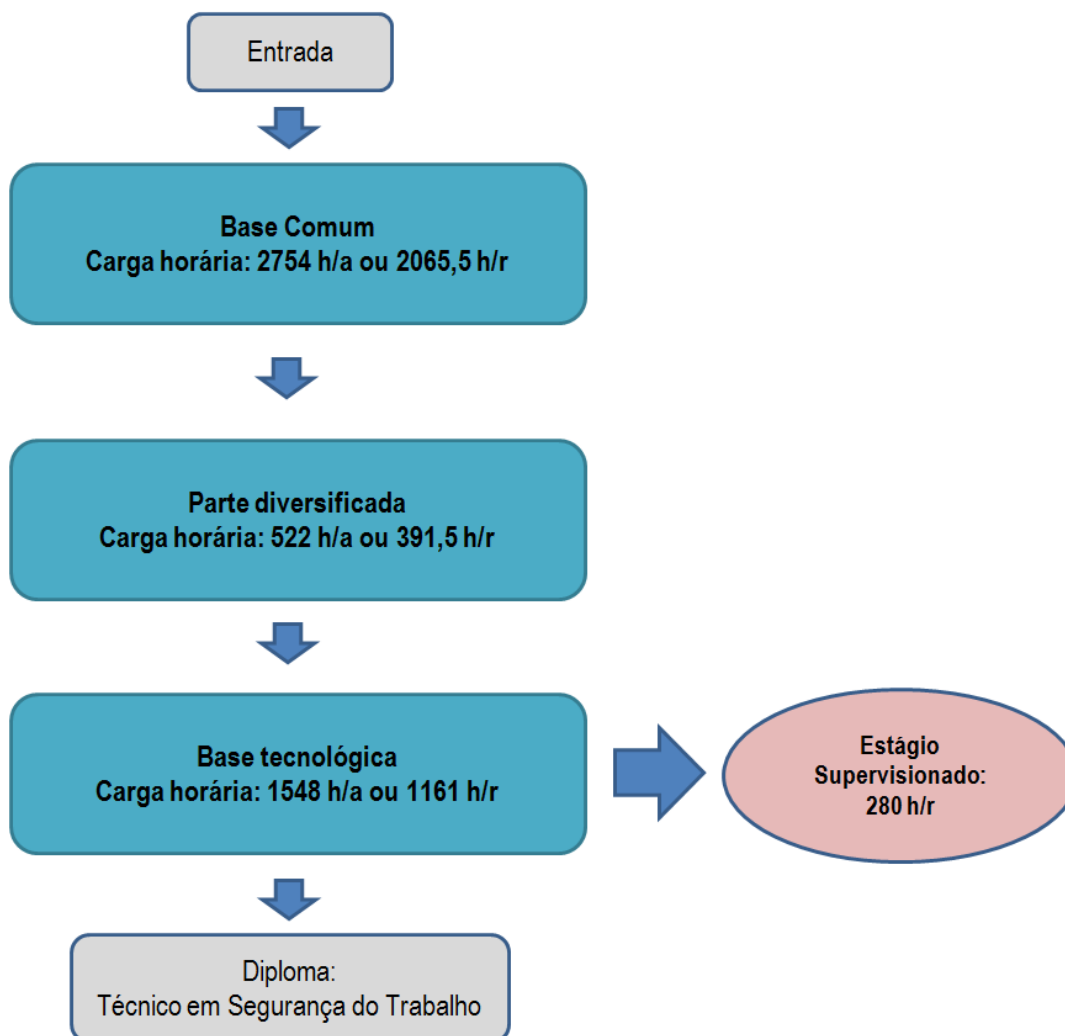 Entrada
Base Comum
Carga horária: 2754 h/a ou 2065,5 h/r
Parte diversificada
Carga horária: 522 h/a ou 391,5 h/r
Base tecnológica
Carga horária: 1548 h/a ou 1161 h/r
Estágio
Supervisionado:
280 h/r
Diploma:
Técnico em Segurança do Trabalho